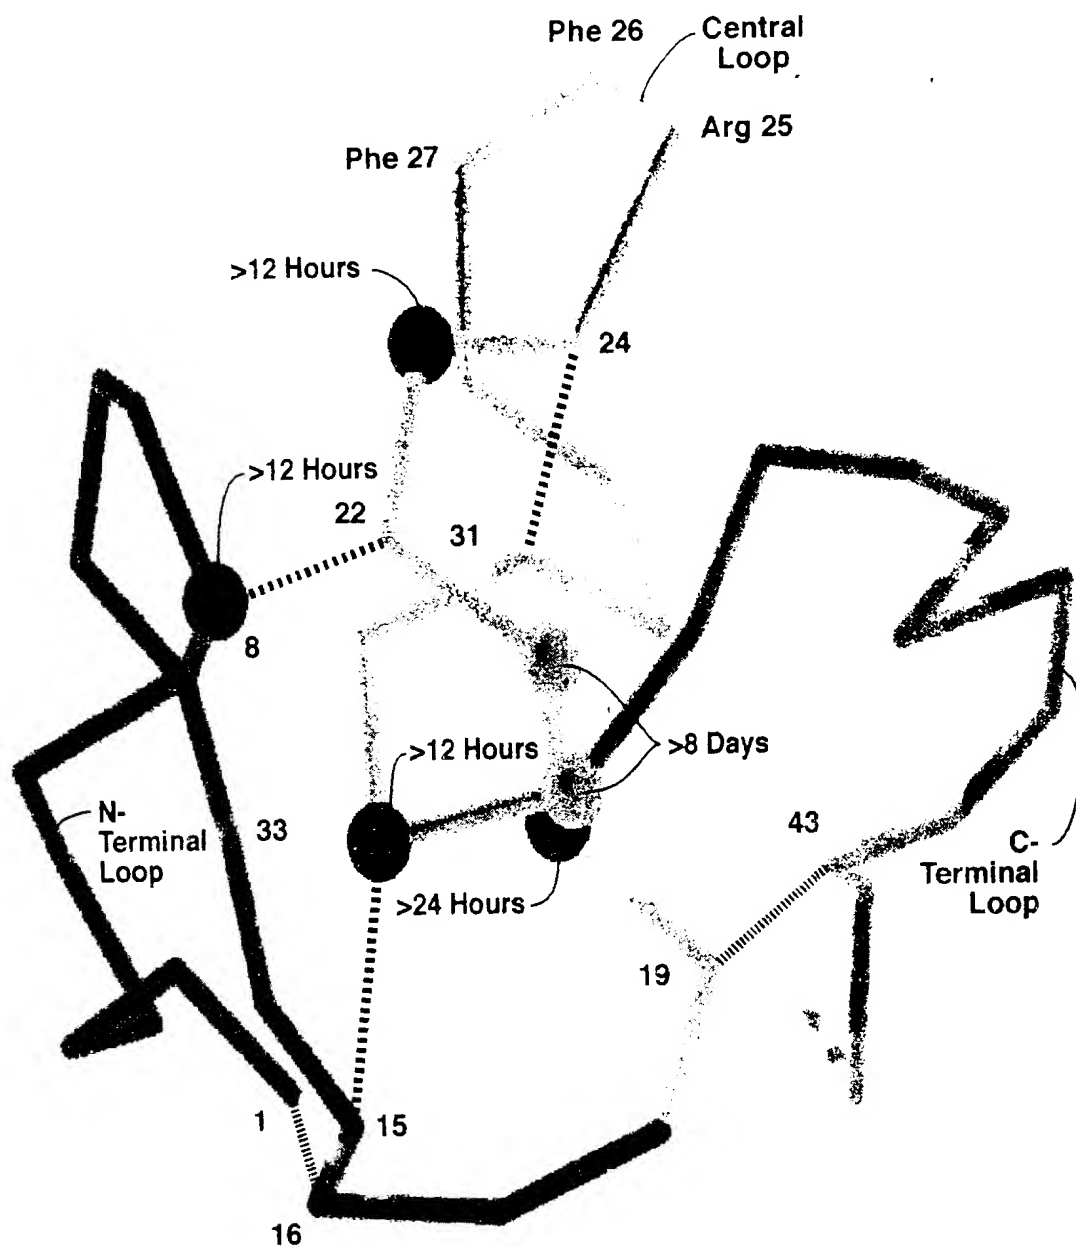 Phe 26
Central
Loop
Arg 25
Phe 27
>12 Hours
24
>12 Hours
22
31
8
>12 Hours
>8 Days
N-
Terminal
Loop
33
43
C-
Terminal
Loop
>24 Hours
19
1
15
16